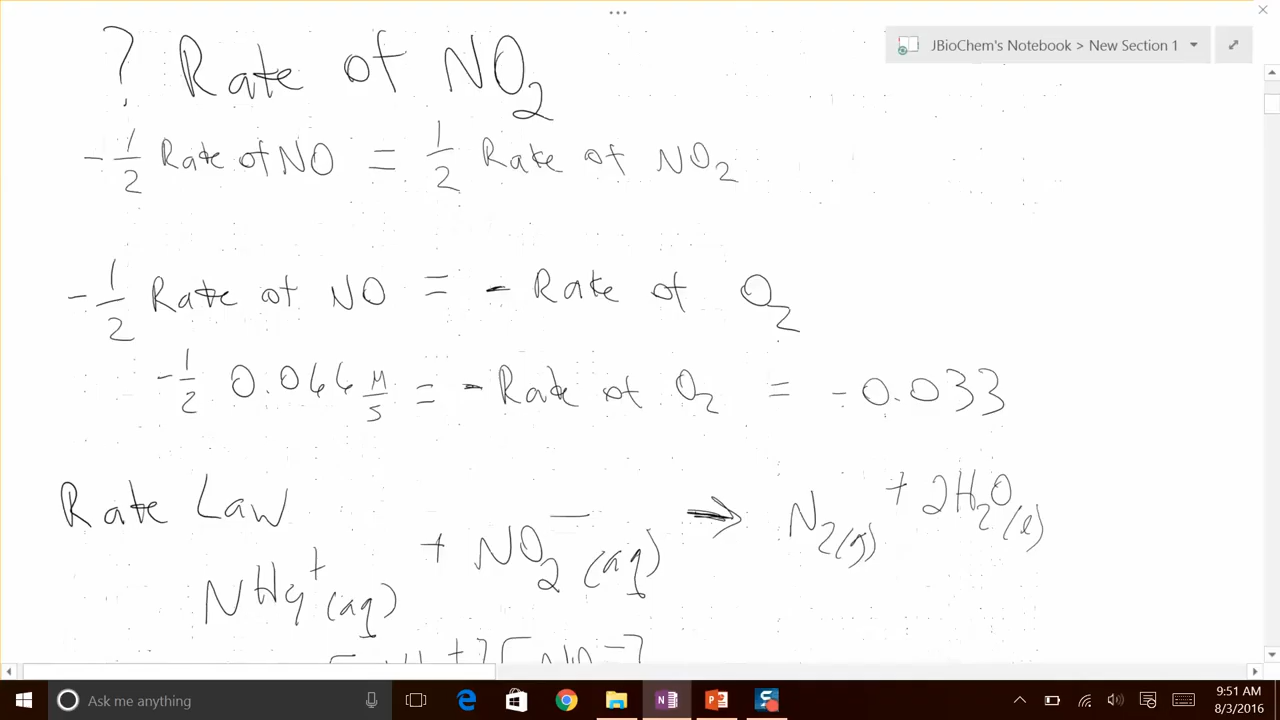 JBioChem's Notebook > New Section 1
? Rate of NO2
-1/2 Rate of NO = 1/2 Rate of NO2
-1/2 Rate of NO = - Rate of O2
-1/2 0.066 M/s = - Rate of O2 = -0.033
Rate Law
NH4+(aq) + NO2-(aq) → N2(g) + 2H2O(l)
Ask me anything
9:51 AM
8/3/2016